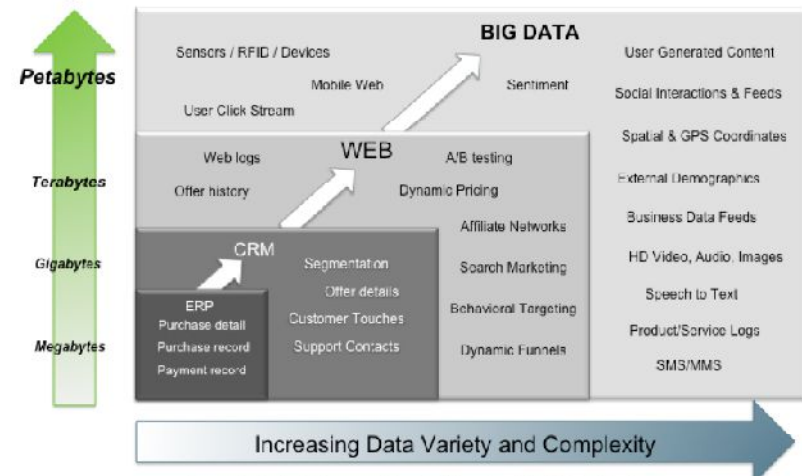 BIG DATA
Sensors / RFID / Devices
User Generated Content
Petabytes
Mobile Web
Sentiment
Social Interactions & Feeds
User Click Stream
Spatial & GPS Coordinates
WEB
Web logs
A/B testing
Terabytes
External Demographics
Offer history
Dynamic Pricing
Business Data Feeds
Affiliate Networks
CRM
HD Video, Audio, Images
Gigabytes
Segmentation
Search Marketing
Offer details
Speech to Text
ERP
Behavioral Targeting
Purchase detail
Customer Touches
Product/Service Logs
Megabytes
Purchase record
Support Contacts
Dynamic Funnels
SMS/MMS
Payment record
Increasing Data Variety and Complexity